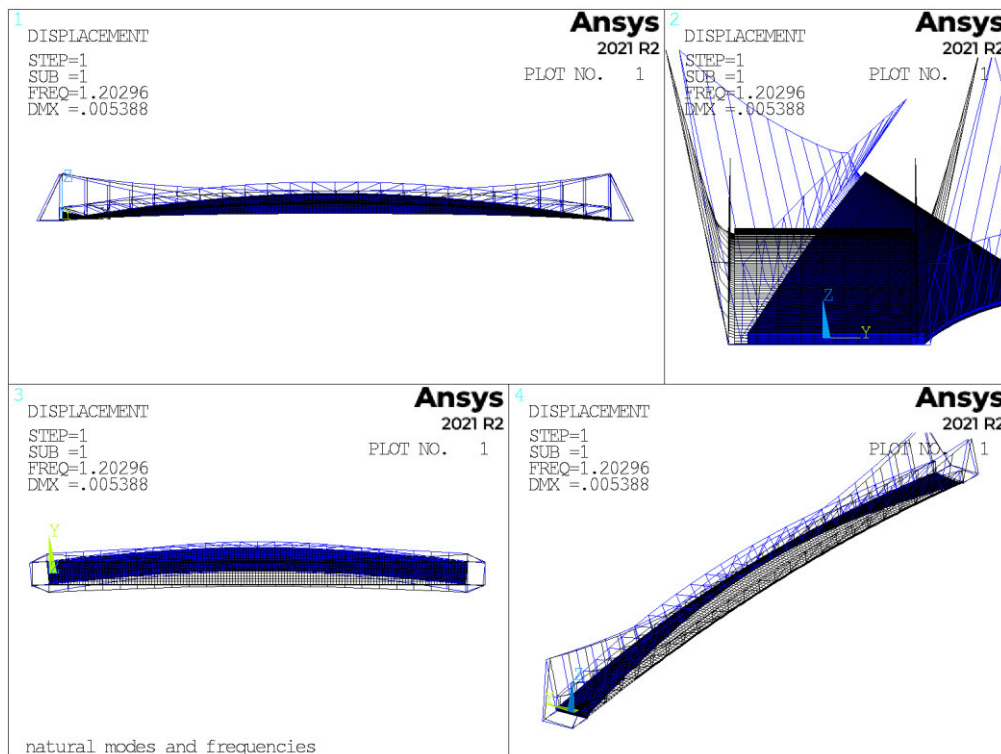 1
DISPLACEMENT
STEP=1
SUB =1
FREQ=1.20296
DMX =.005388
Ansys
2021 R2
PLOT NO. 1
Z
2
DISPLACEMENT
STEP=1
SUB =1
FREQ=1.20296
DMX =.005388
Ansys
2021 R2
PLOT NO. 1
Z
Y
3
DISPLACEMENT
STEP=1
SUB =1
FREQ=1.20296
DMX =.005388
Ansys
2021 R2
PLOT NO. 1
Y
natural modes and frequencies
4
DISPLACEMENT
STEP=1
SUB =1
FREQ=1.20296
DMX =.005388
Ansys
2021 R2
PLOT NO. 1
Z